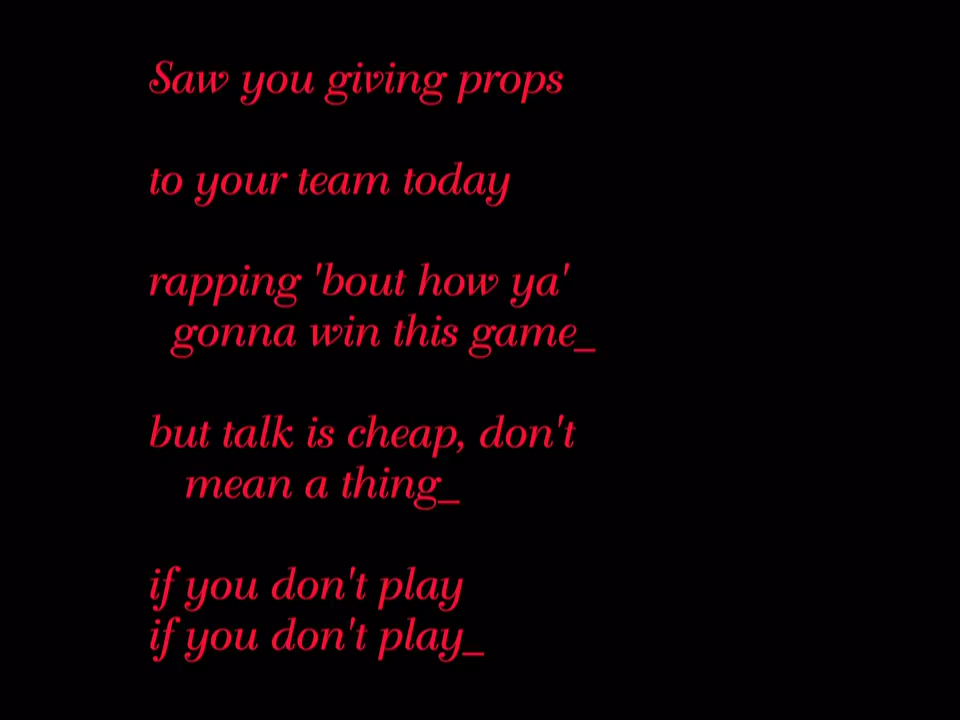 Saw you giving props
to your team today
rapping 'bout how ya'
gonna win this game_
but talk is cheap, don't
mean a thing_
if you don't play
if you don't play_